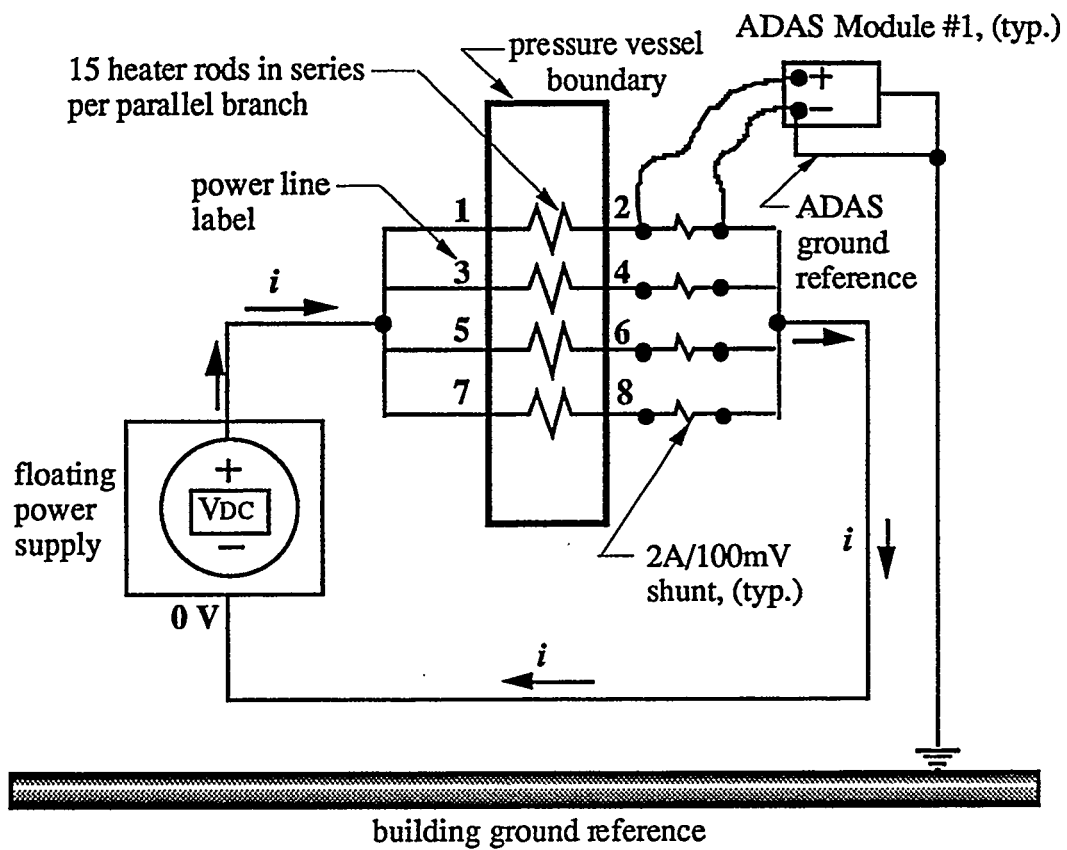 ADAS Module #1, (typ.)
pressure vessel
boundary
15 heater rods in series
per parallel branch
+
−
power line
label
1
2
ADAS
ground
reference
3
4
i
5
6
7
8
floating
power
supply
+
VDC
−
0 V
2A/100mV
shunt, (typ.)
i
i
building ground reference